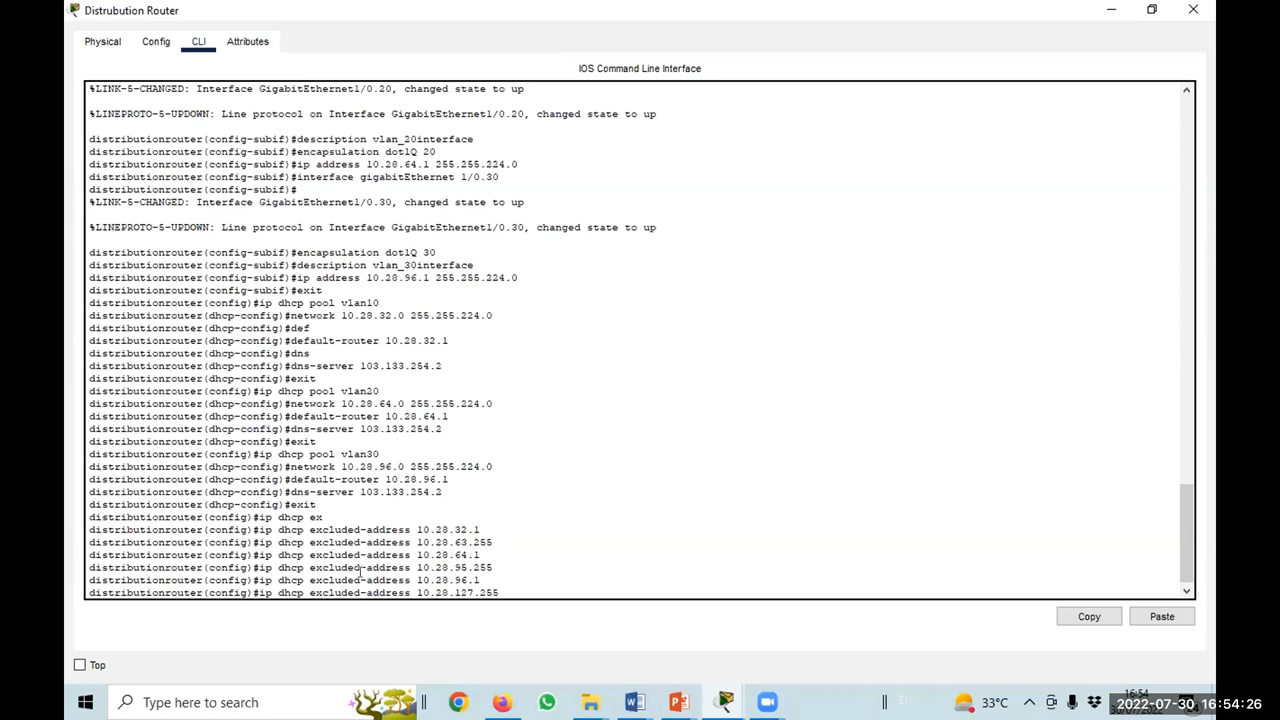 Distrubution Router
Physical Config CLI Attributes
IOS Command Line Interface
%LINK-5-CHANGED: Interface GigabitEthernet1/0.20, changed state to up
%LINEPROTO-5-UPDOWN: Line protocol on Interface GigabitEthernet1/0.20, changed state to up
distributionrouter(config-subif)#description vlan_20interface
distributionrouter(config-subif)#encapsulation dot1Q 20
distributionrouter(config-subif)#ip address 10.28.64.1 255.255.224.0
distributionrouter(config-subif)#interface gigabitEthernet 1/0.30
distributionrouter(config-subif)#
%LINK-5-CHANGED: Interface GigabitEthernet1/0.30, changed state to up
%LINEPROTO-5-UPDOWN: Line protocol on Interface GigabitEthernet1/0.30, changed state to up
distributionrouter(config-subif)#encapsulation dot1Q 30
distributionrouter(config-subif)#description vlan_30interface
distributionrouter(config-subif)#ip address 10.28.96.1 255.255.224.0
distributionrouter(config-subif)#exit
distributionrouter(config)#ip dhcp pool vlan10
distributionrouter(dhcp-config)#network 10.28.32.0 255.255.224.0
distributionrouter(dhcp-config)#def
distributionrouter(dhcp-config)#default-router 10.28.32.1
distributionrouter(dhcp-config)#dns
distributionrouter(dhcp-config)#dns-server 103.133.254.2
distributionrouter(dhcp-config)#exit
distributionrouter(config)#ip dhcp pool vlan20
distributionrouter(dhcp-config)#network 10.28.64.0 255.255.224.0
distributionrouter(dhcp-config)#default-router 10.28.64.1
distributionrouter(dhcp-config)#dns-server 103.133.254.2
distributionrouter(dhcp-config)#exit
distributionrouter(config)#ip dhcp pool vlan30
distributionrouter(dhcp-config)#network 10.28.96.0 255.255.224.0
distributionrouter(dhcp-config)#default-router 10.28.96.1
distributionrouter(dhcp-config)#dns-server 103.133.254.2
distributionrouter(dhcp-config)#exit
distributionrouter(config)#ip dhcp ex
distributionrouter(config)#ip dhcp excluded-address 10.28.32.1
distributionrouter(config)#ip dhcp excluded-address 10.28.63.255
distributionrouter(config)#ip dhcp excluded-address 10.28.64.1
distributionrouter(config)#ip dhcp excluded-address 10.28.95.255
distributionrouter(config)#ip dhcp excluded-address 10.28.96.1
distributionrouter(config)#ip dhcp excluded-address 10.28.127.255
Copy Paste
Top
Type here to search 33°C 16:54
2022-07-30 16:54:26